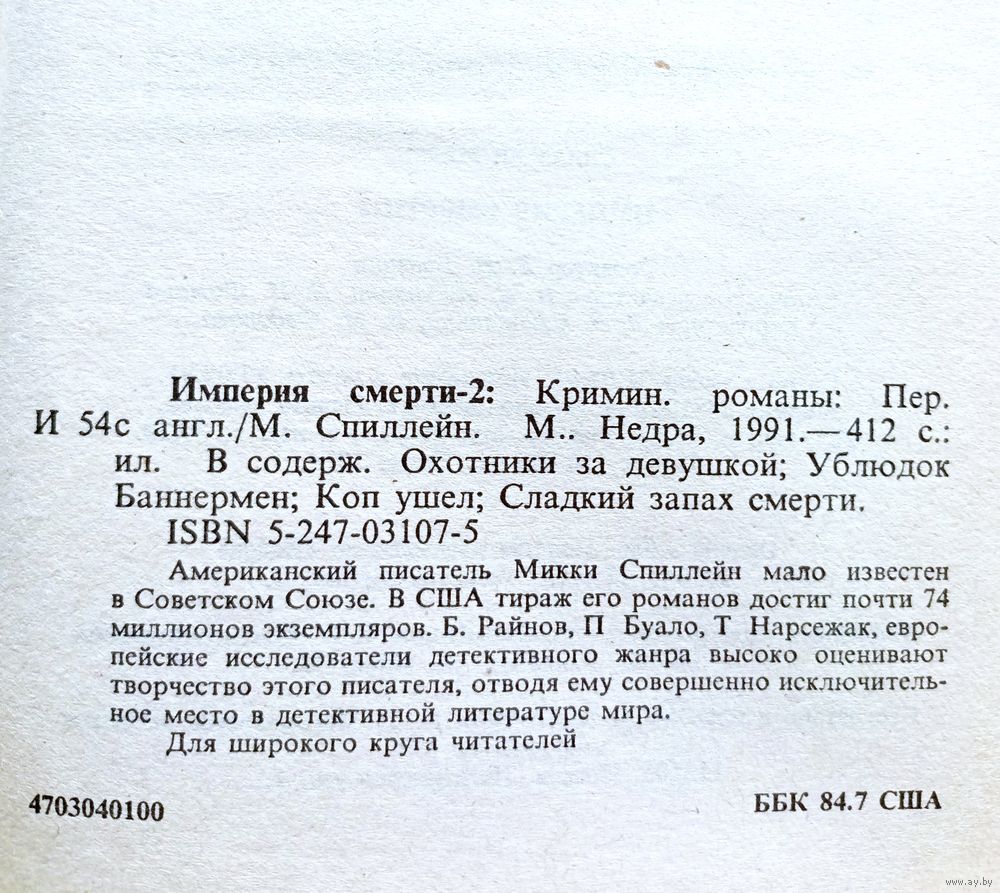 Империя смерти-2: Кримин. романы: Пер.
И 54с англ./М. Спиллейн. М.. Недра, 1991.—412 с.:
ил. В содерж. Охотники за девушкой; Ублюдок
Баннермен; Коп ушел; Сладкий запах смерти.
ISBN 5-247-03107-5
Американский писатель Микки Спиллейн мало известен
в Советском Союзе. В США тираж его романов достиг почти 74
миллионов экземпляров. Б. Райнов, П Буало, Т Нарсежак, евро-
пейские исследователи детективного жанра высоко оценивают
творчество этого писателя, отводя ему совершенно исключитель-
ное место в детективной литературе мира.
Для широкого круга читателей
4703040100
ББК 84.7 США
www.ay.by